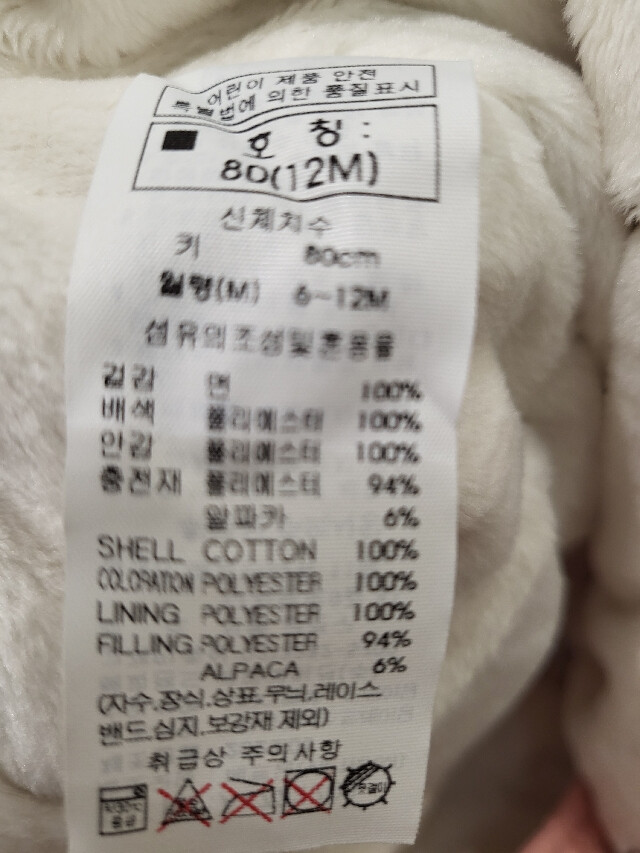 어린이 제품 안전
특별법에 의한 품질표시
호 칭 :
80(12M)
신체치수
키 80cm
월령(M) 6~12M
섬유의조성및혼용율
겉감 면 100%
배색 폴리에스터 100%
안감 폴리에스터 100%
충전재 폴리에스터 94%
알파카 6%
SHELL COTTON 100%
COLORATION POLYESTER 100%
LINING POLYESTER 100%
FILLING POLYESTER 94%
ALPACA 6%
(자수.장식.상표.무늬.레이스
밴드.심지.보강재 제외)
취급상 주의사항
옷걸이